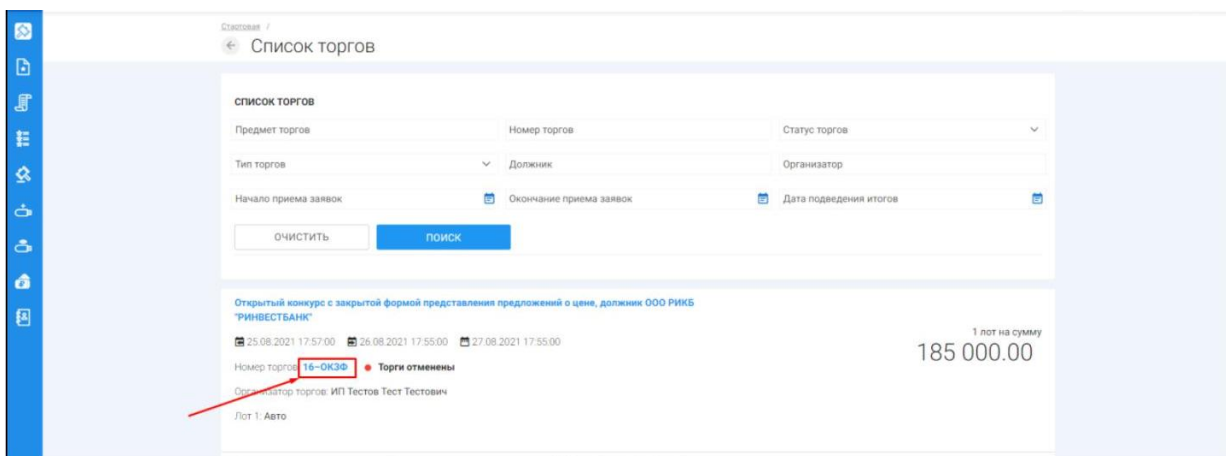 Стартовая /
Список торгов
СПИСОК ТОРГОВ
Предмет торгов Номер торгов Статус торгов
Тип торгов Должник Организатор
Начало приема заявок Окончание приема заявок Дата подведения итогов
ОЧИСТИТЬ ПОИСК
Открытый конкурс с закрытой формой представления предложений о цене, должник ООО РИКБ
"РИНВЕСТБАНК"
1 лот на сумму
25.08.2021 17:57:00 26.08.2021 17:55:00 27.08.2021 17:55:00
185 000.00
Номер торгов: 16–ОКЗФ Торги отменены
Организатор торгов: ИП Тестов Тест Тестович
Лот 1: Авто